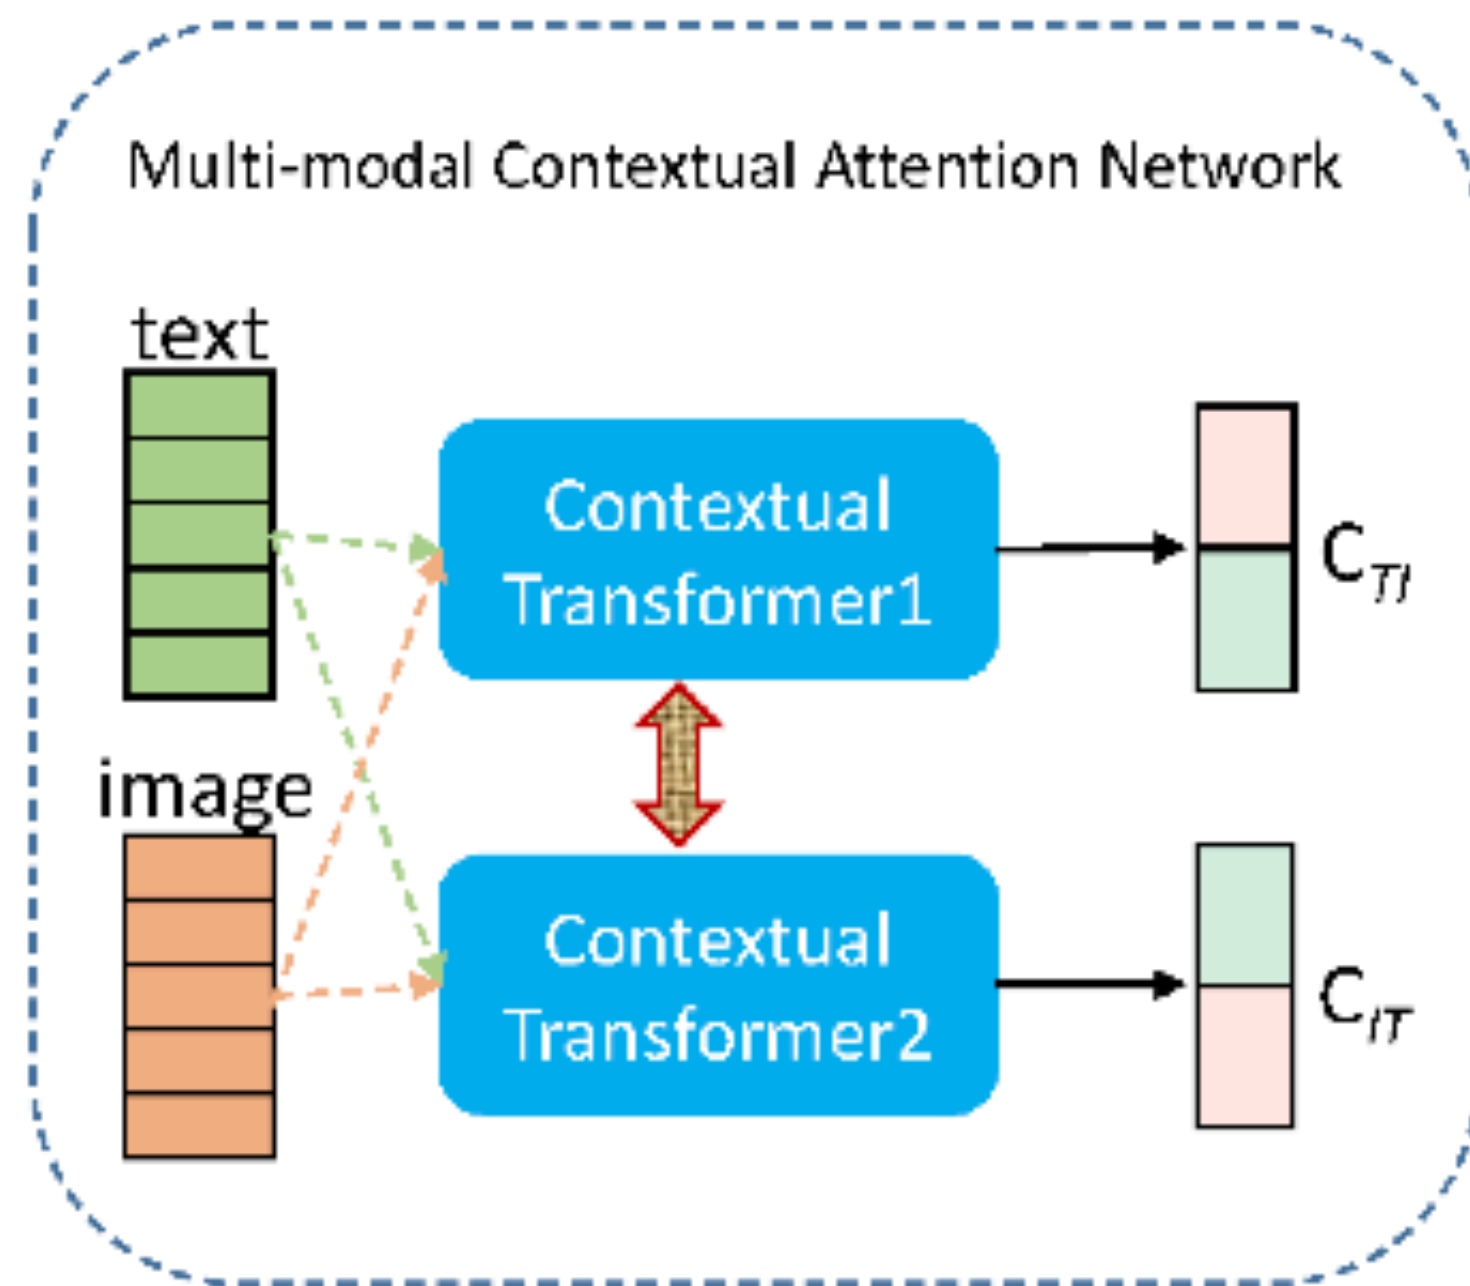 Multi-modal Contextual Attention Network
text
Contextual
Transformer1
C_TI
image
Contextual
Transformer2
C_IT